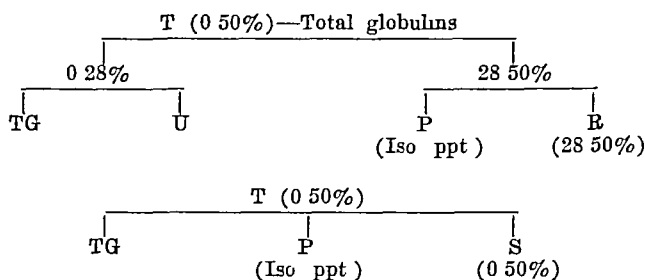 T (0 50%)—Total globulins
0 28% 28 50%
TG U P R
(Iso ppt) (28 50%)
T (0 50%)
TG P S
(Iso ppt) (0 50%)